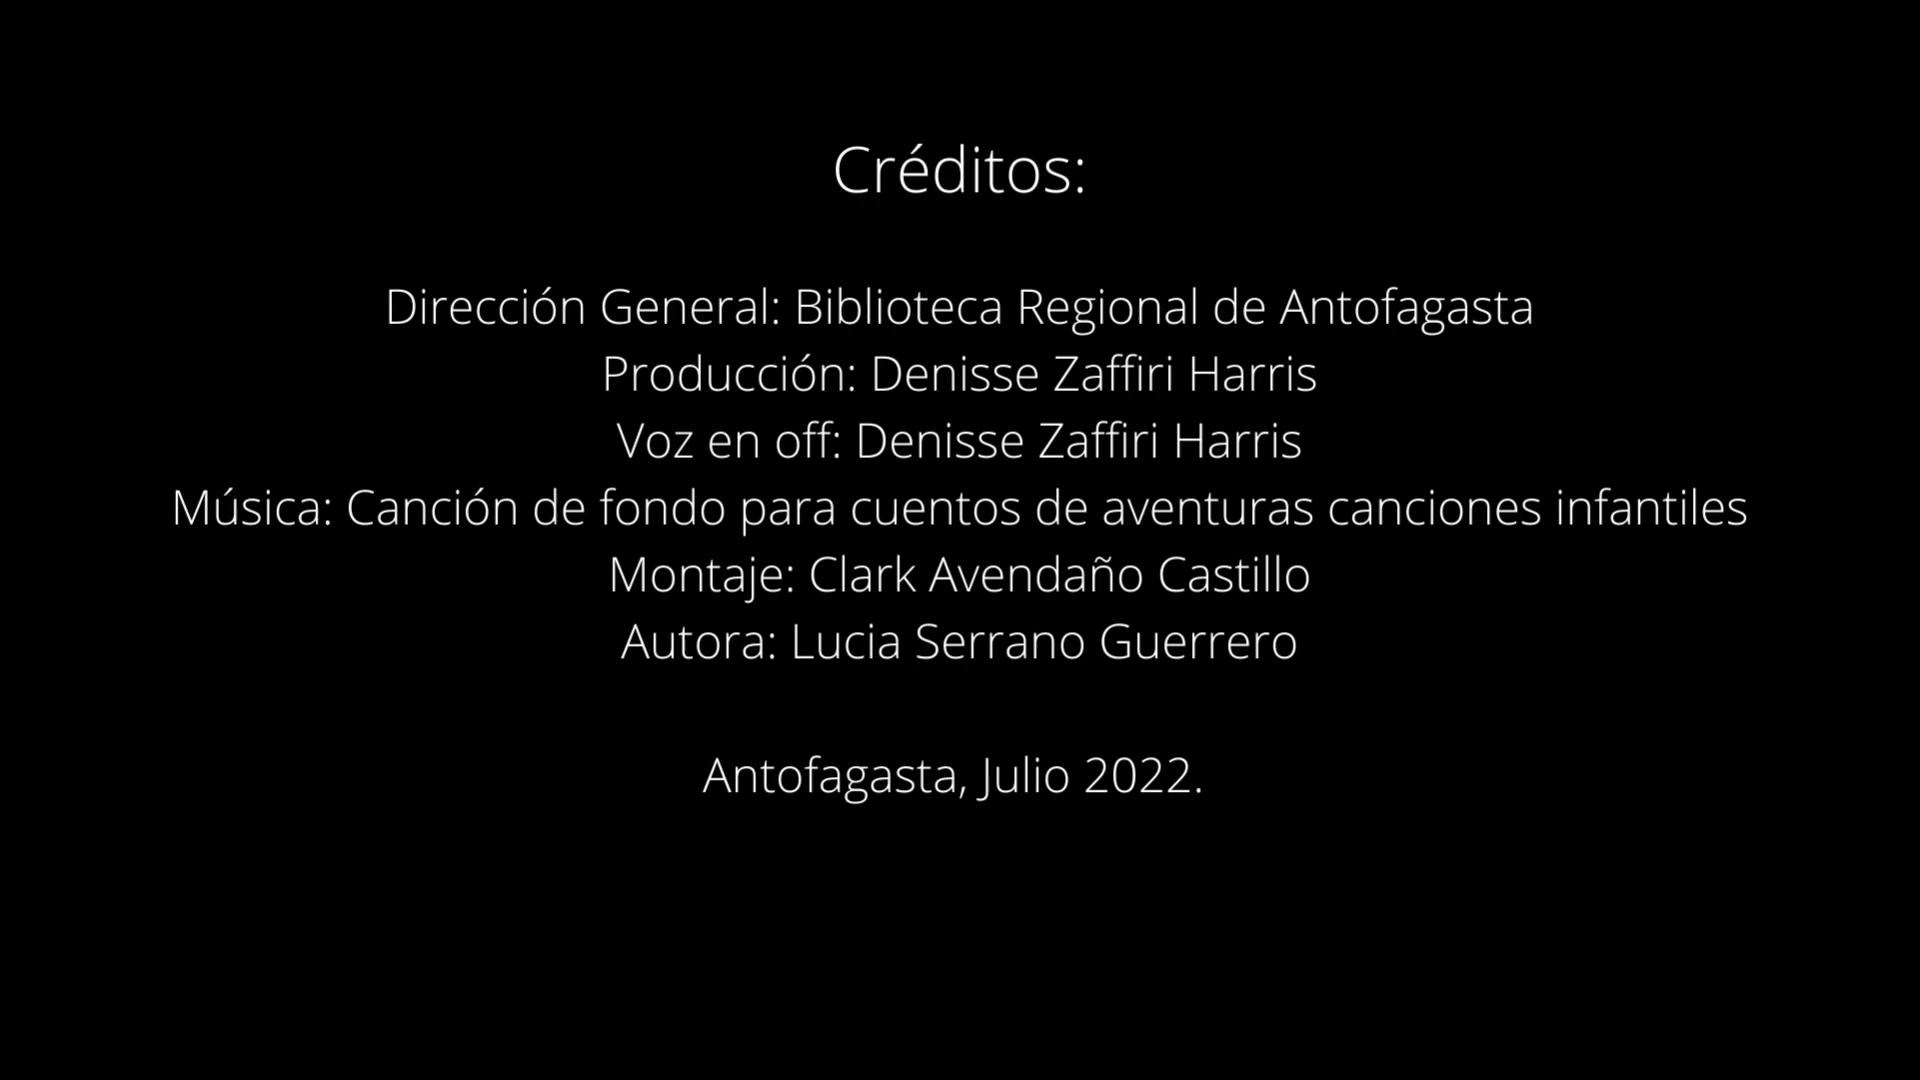 Créditos:
Dirección General: Biblioteca Regional de Antofagasta
Producción: Denisse Zaffiri Harris
Voz en off: Denisse Zaffiri Harris
Música: Canción de fondo para cuentos de aventuras canciones infantiles
Montaje: Clark Avendaño Castillo
Autora: Lucia Serrano Guerrero
Antofagasta, Julio 2022.